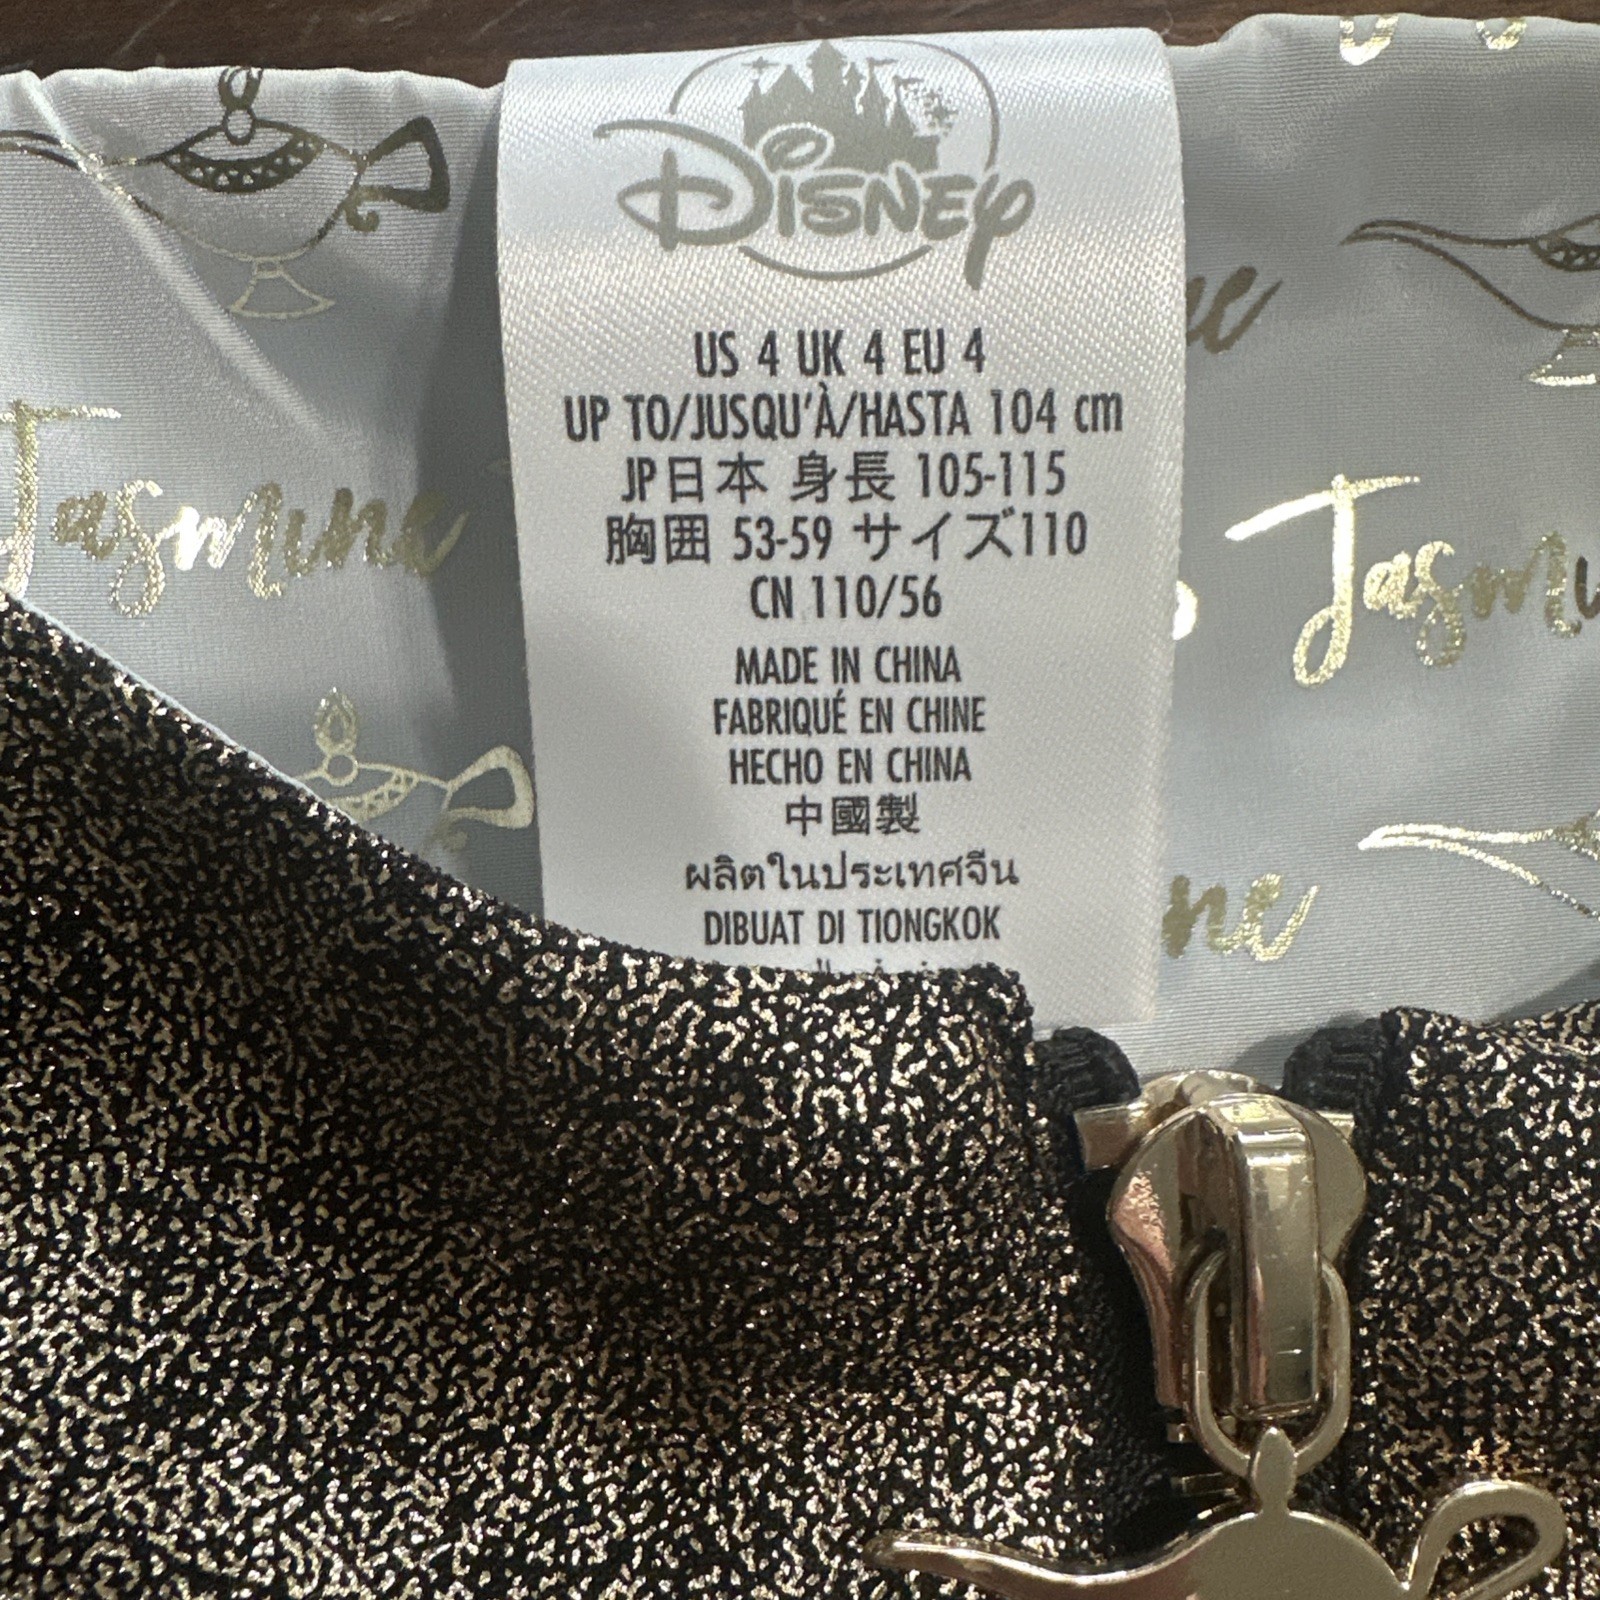 Disney
US 4 UK 4 EU 4
UP TO/JUSQU'À/HASTA 104 cm
JP日本 身長 105-115
胸囲 53-59 サイズ110
CN 110/56
MADE IN CHINA
FABRIQUÉ EN CHINE
HECHO EN CHINA
中國製
ผลิตในประเทศจีน
DIBUAT DI TIONGKOK
Jasmine
Jasmine